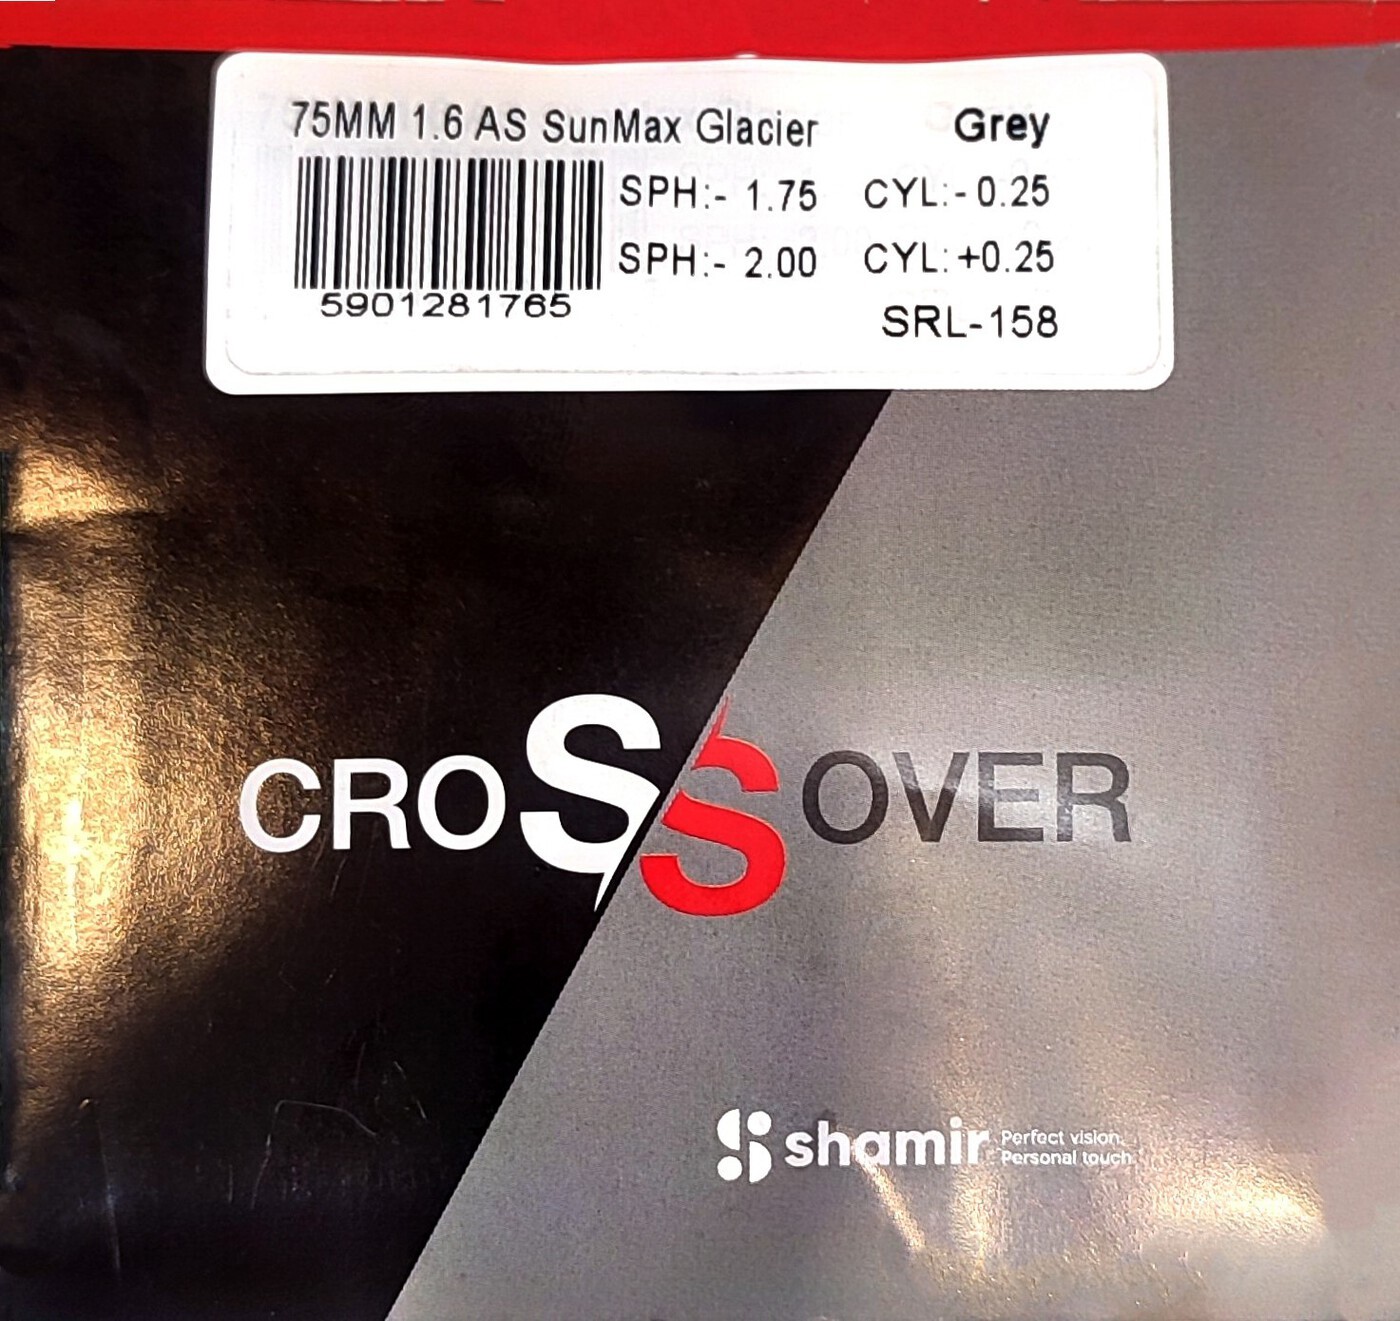 75MM 1.6 AS SunMax Glacier Grey
SPH:- 1.75 CYL:- 0.25
SPH:- 2.00 CYL: +0.25
5901281765
SRL-158
CROSSOVER
shamir
Perfect vision.
Personal touch.